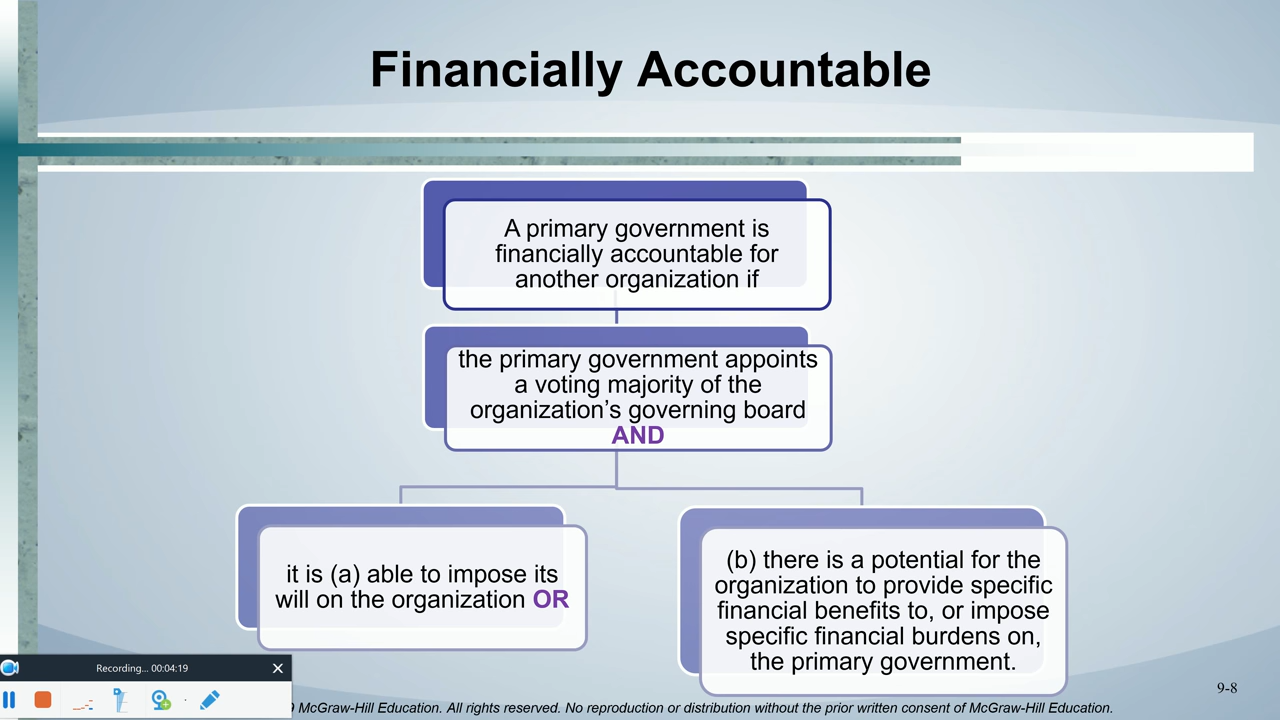 Financially Accountable
A primary government is
financially accountable for
another organization if
the primary government appoints
a voting majority of the
organization’s governing board
AND
it is (a) able to impose its
will on the organization OR
(b) there is a potential for the
organization to provide specific
financial benefits to, or impose
specific financial burdens on,
the primary government.
Recording... 00:04:19
9-8
McGraw-Hill Education. All rights reserved. No reproduction or distribution without the prior written consent of McGraw-Hill Education.